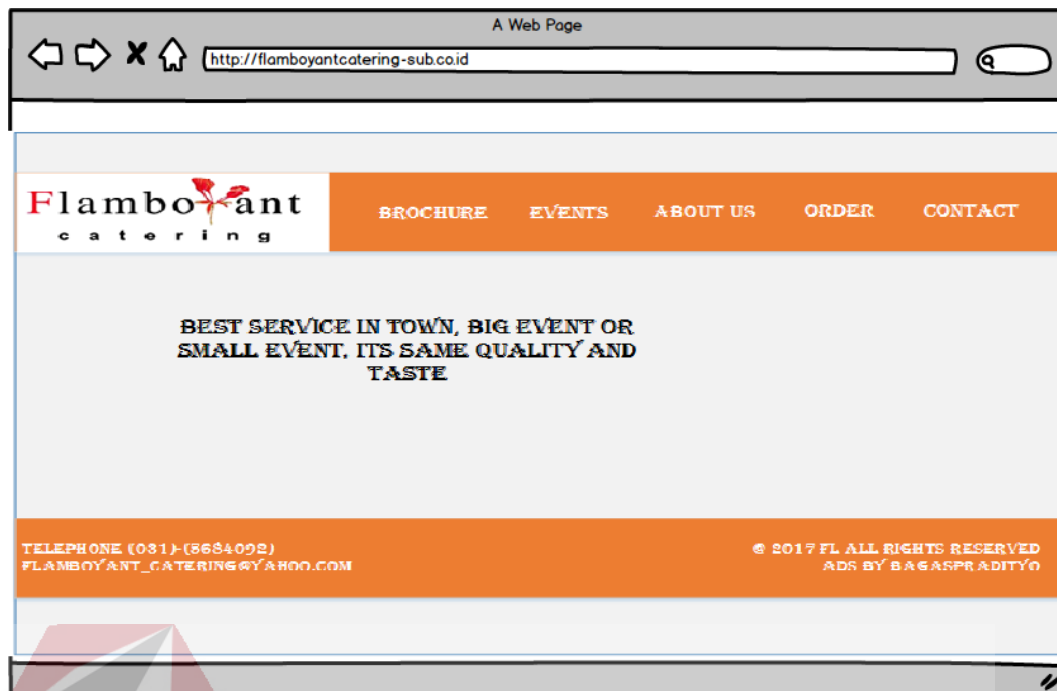 A Web Page
http://flamboyantcatering-sub.co.id
Flamboyant
catering
BROCHURE EVENTS ABOUT US ORDER CONTACT
BEST SERVICE IN TOWN, BIG EVENT OR
SMALL EVENT, ITS SAME QUALITY AND
TASTE
TELEPHONE (031)-(5684092)
FLAMBOYANT_CATERING@YAHOO.COM
© 2017 FL ALL RIGHTS RESERVED
ADS BY BAGASPRADITYO